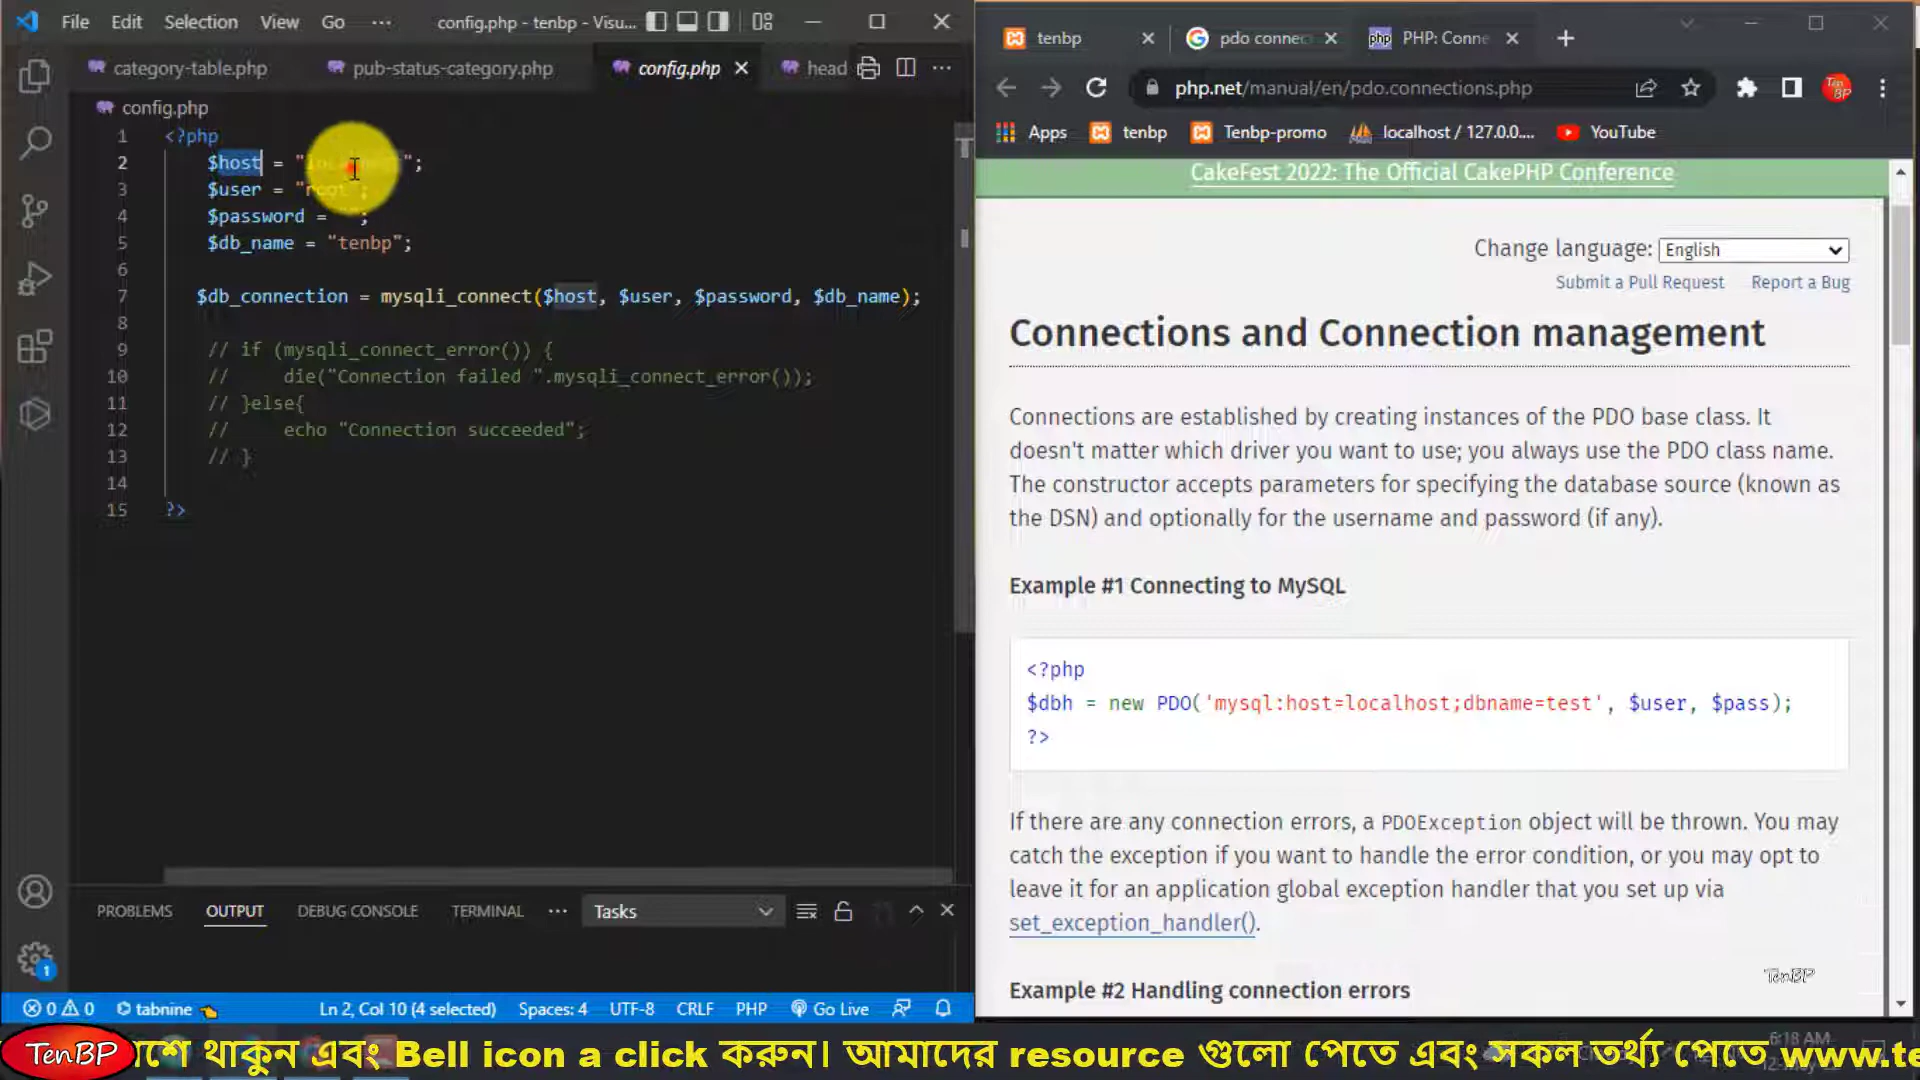 File Edit Selection View Go ··· config.php - tenbp - Visu...
category-table.php pub-status-category.php config.php head
config.php
1 <?php
2 $host = "localhost";
3 $user = "root";
4 $password = "";
5 $db_name = "tenbp";
6
7 $db_connection = mysqli_connect($host, $user, $password, $db_name);
8
9 // if (mysqli_connect_error()) {
10 // die("Connection failed ".mysqli_connect_error());
11 // }else{
12 // echo "Connection succeeded";
13 // }
14
15 ?>
PROBLEMS OUTPUT DEBUG CONSOLE TERMINAL ··· Tasks
1
0 0 tabnine Ln 2, Col 10 (4 selected) Spaces: 4 UTF-8 CRLF PHP Go Live
tenbp pdo connec php PHP: Conne
php.net/manual/en/pdo.connections.php Ten BP
Apps tenbp Tenbp-promo localhost / 127.0.0.... YouTube
CakeFest 2022: The Official CakePHP Conference
Change language: English
Submit a Pull Request Report a Bug
Connections and Connection management
Connections are established by creating instances of the PDO base class. It
doesn't matter which driver you want to use; you always use the PDO class name.
The constructor accepts parameters for specifying the database source (known as
the DSN) and optionally for the username and password (if any).
Example #1 Connecting to MySQL
<?php
$dbh = new PDO('mysql:host=localhost;dbname=test', $user, $pass);
?>
If there are any connection errors, a PDOException object will be thrown. You may
catch the exception if you want to handle the error condition, or you may opt to
leave it for an application global exception handler that you set up via
set_exception_handler().
TenBP
Example #2 Handling connection errors
6:18 AM
TenBP াশে থাকুন এবং Bell icon a click করুন। আমাদের resource গুলো পেতে এবং সকল তর্থ্য পেতে www.te